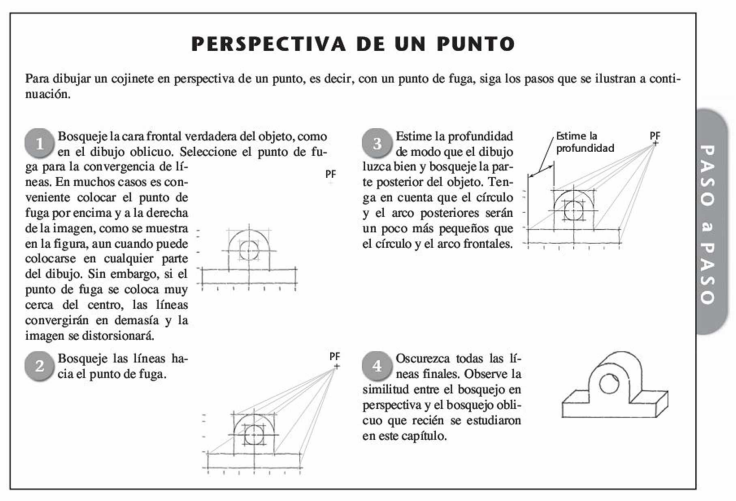 PERSPECTIVA DE UN PUNTO
Para dibujar un cojinete en perspectiva de un punto, es decir, con un punto de fuga, siga los pasos que se ilustran a conti-
nuación.
1
Bosqueje la cara frontal verdadera del objeto, como
en el dibujo oblicuo. Seleccione el punto de fu-
ga para la convergencia de lí-
neas. En muchos casos es con-
veniente colocar el punto de
fuga por encima y a la derecha
de la imagen, como se muestra
en la figura, aun cuando puede
colocarse en cualquier parte
del dibujo. Sin embargo, si el
punto de fuga se coloca muy
cerca del centro, las líneas
convergirán en demasía y la
imagen se distorsionará.
PF
2
Bosqueje las líneas ha-
cia el punto de fuga.
PF
3
Estime la profundidad
de modo que el dibujo
luzca bien y bosqueje la par-
te posterior del objeto. Ten-
ga en cuenta que el círculo
y el arco posteriores serán
un poco más pequeños que
el círculo y el arco frontales.
Estime la
profundidad
PF
4
Oscurezca todas las lí-
neas finales. Observe la
similitud entre el bosquejo en
perspectiva y el bosquejo obli-
cuo que recién se estudiaron
en este capítulo.
PASO a PASO